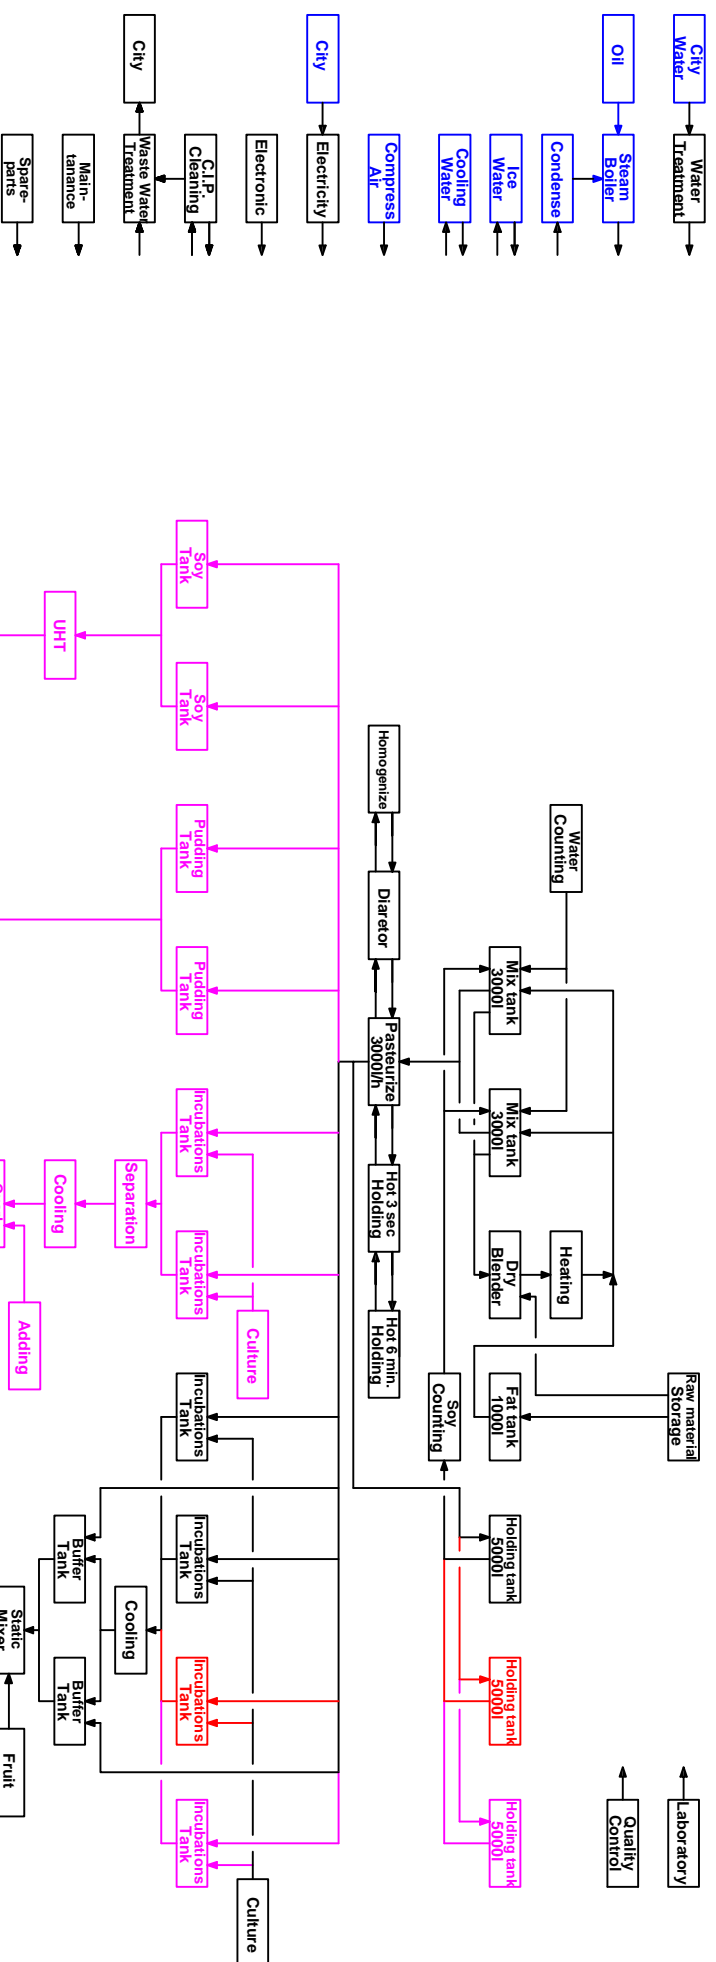 City
Water
Water
Treatment
Raw material
Storage
Laboratory
Oil
Steam
Boiler
Quality
Control
Condense
Water
Counting
Heating
Ice
Water
Mix tank
3000l
Mix tank
3000l
Dry
Blender
Fat tank
1000l
Holding tank
5000l
Holding tank
5000l
Holding tank
5000l
Cooling
Water
Soy
Counting
Compress
Air
Homogenize
Diaretor
Pasteurize
3000l/h
Hot 3 sec
Holding
Hot 6 min.
Holding
City
Electricity
Electronic
Culture
Culture
C.I.P.
Cleaning
Soy
Tank
Soy
Tank
Pudding
Tank
Pudding
Tank
Incubations
Tank
Incubations
Tank
Incubations
Tank
Incubations
Tank
Incubations
Tank
Incubations
Tank
City
Waste Water
Treatment
Separation
Cooling
Main-
tanance
UHT
Cooling
Buffer
Tank
Buffer
Tank
Spare-
parts
Adding
Static
Mixer
Fruit